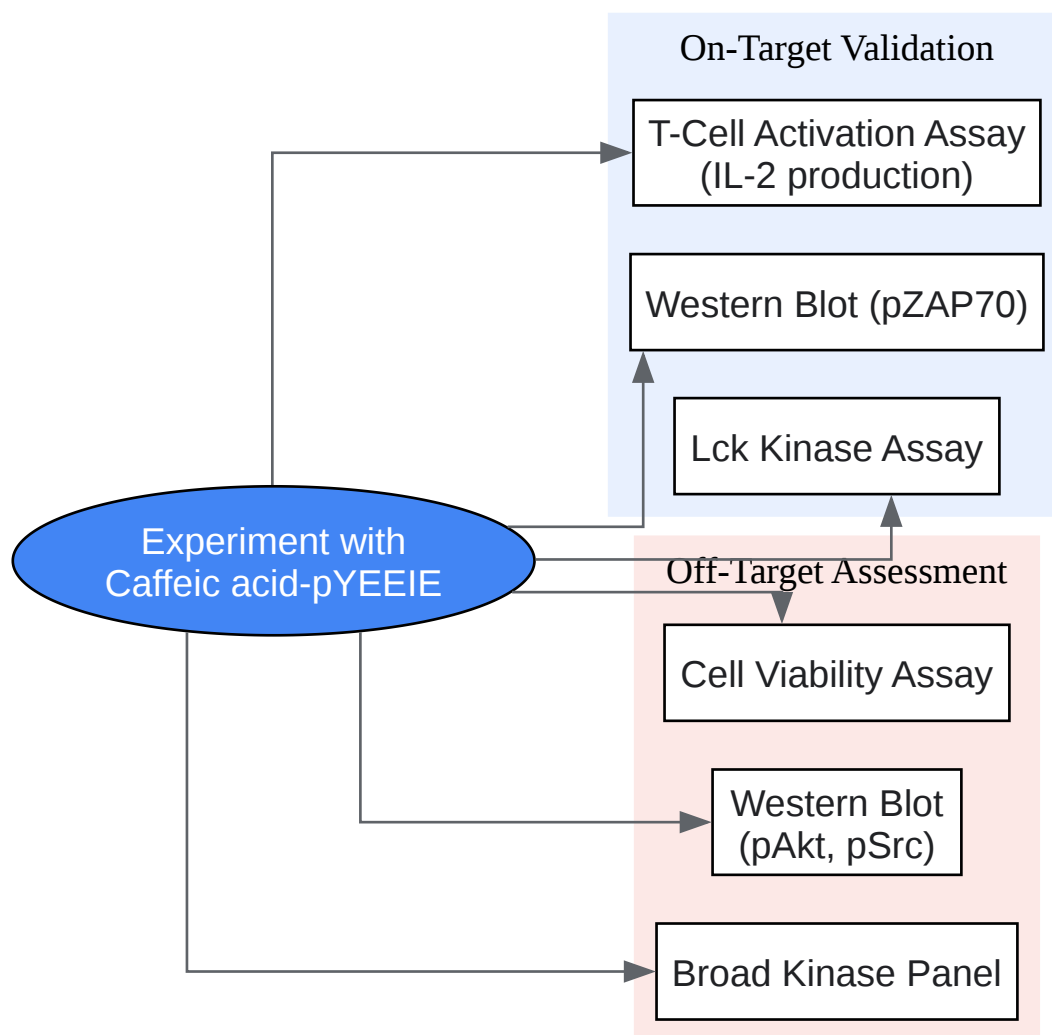 On-Target Validation
T-Cell Activation Assay
(IL-2 production)
Western Blot (pZAP70)
Lck Kinase Assay
Experiment with
Caffeic acid-pYEEIE
Off-Target Assessment
Cell Viability Assay
Western Blot
(pAkt, pSrc)
Broad Kinase Panel